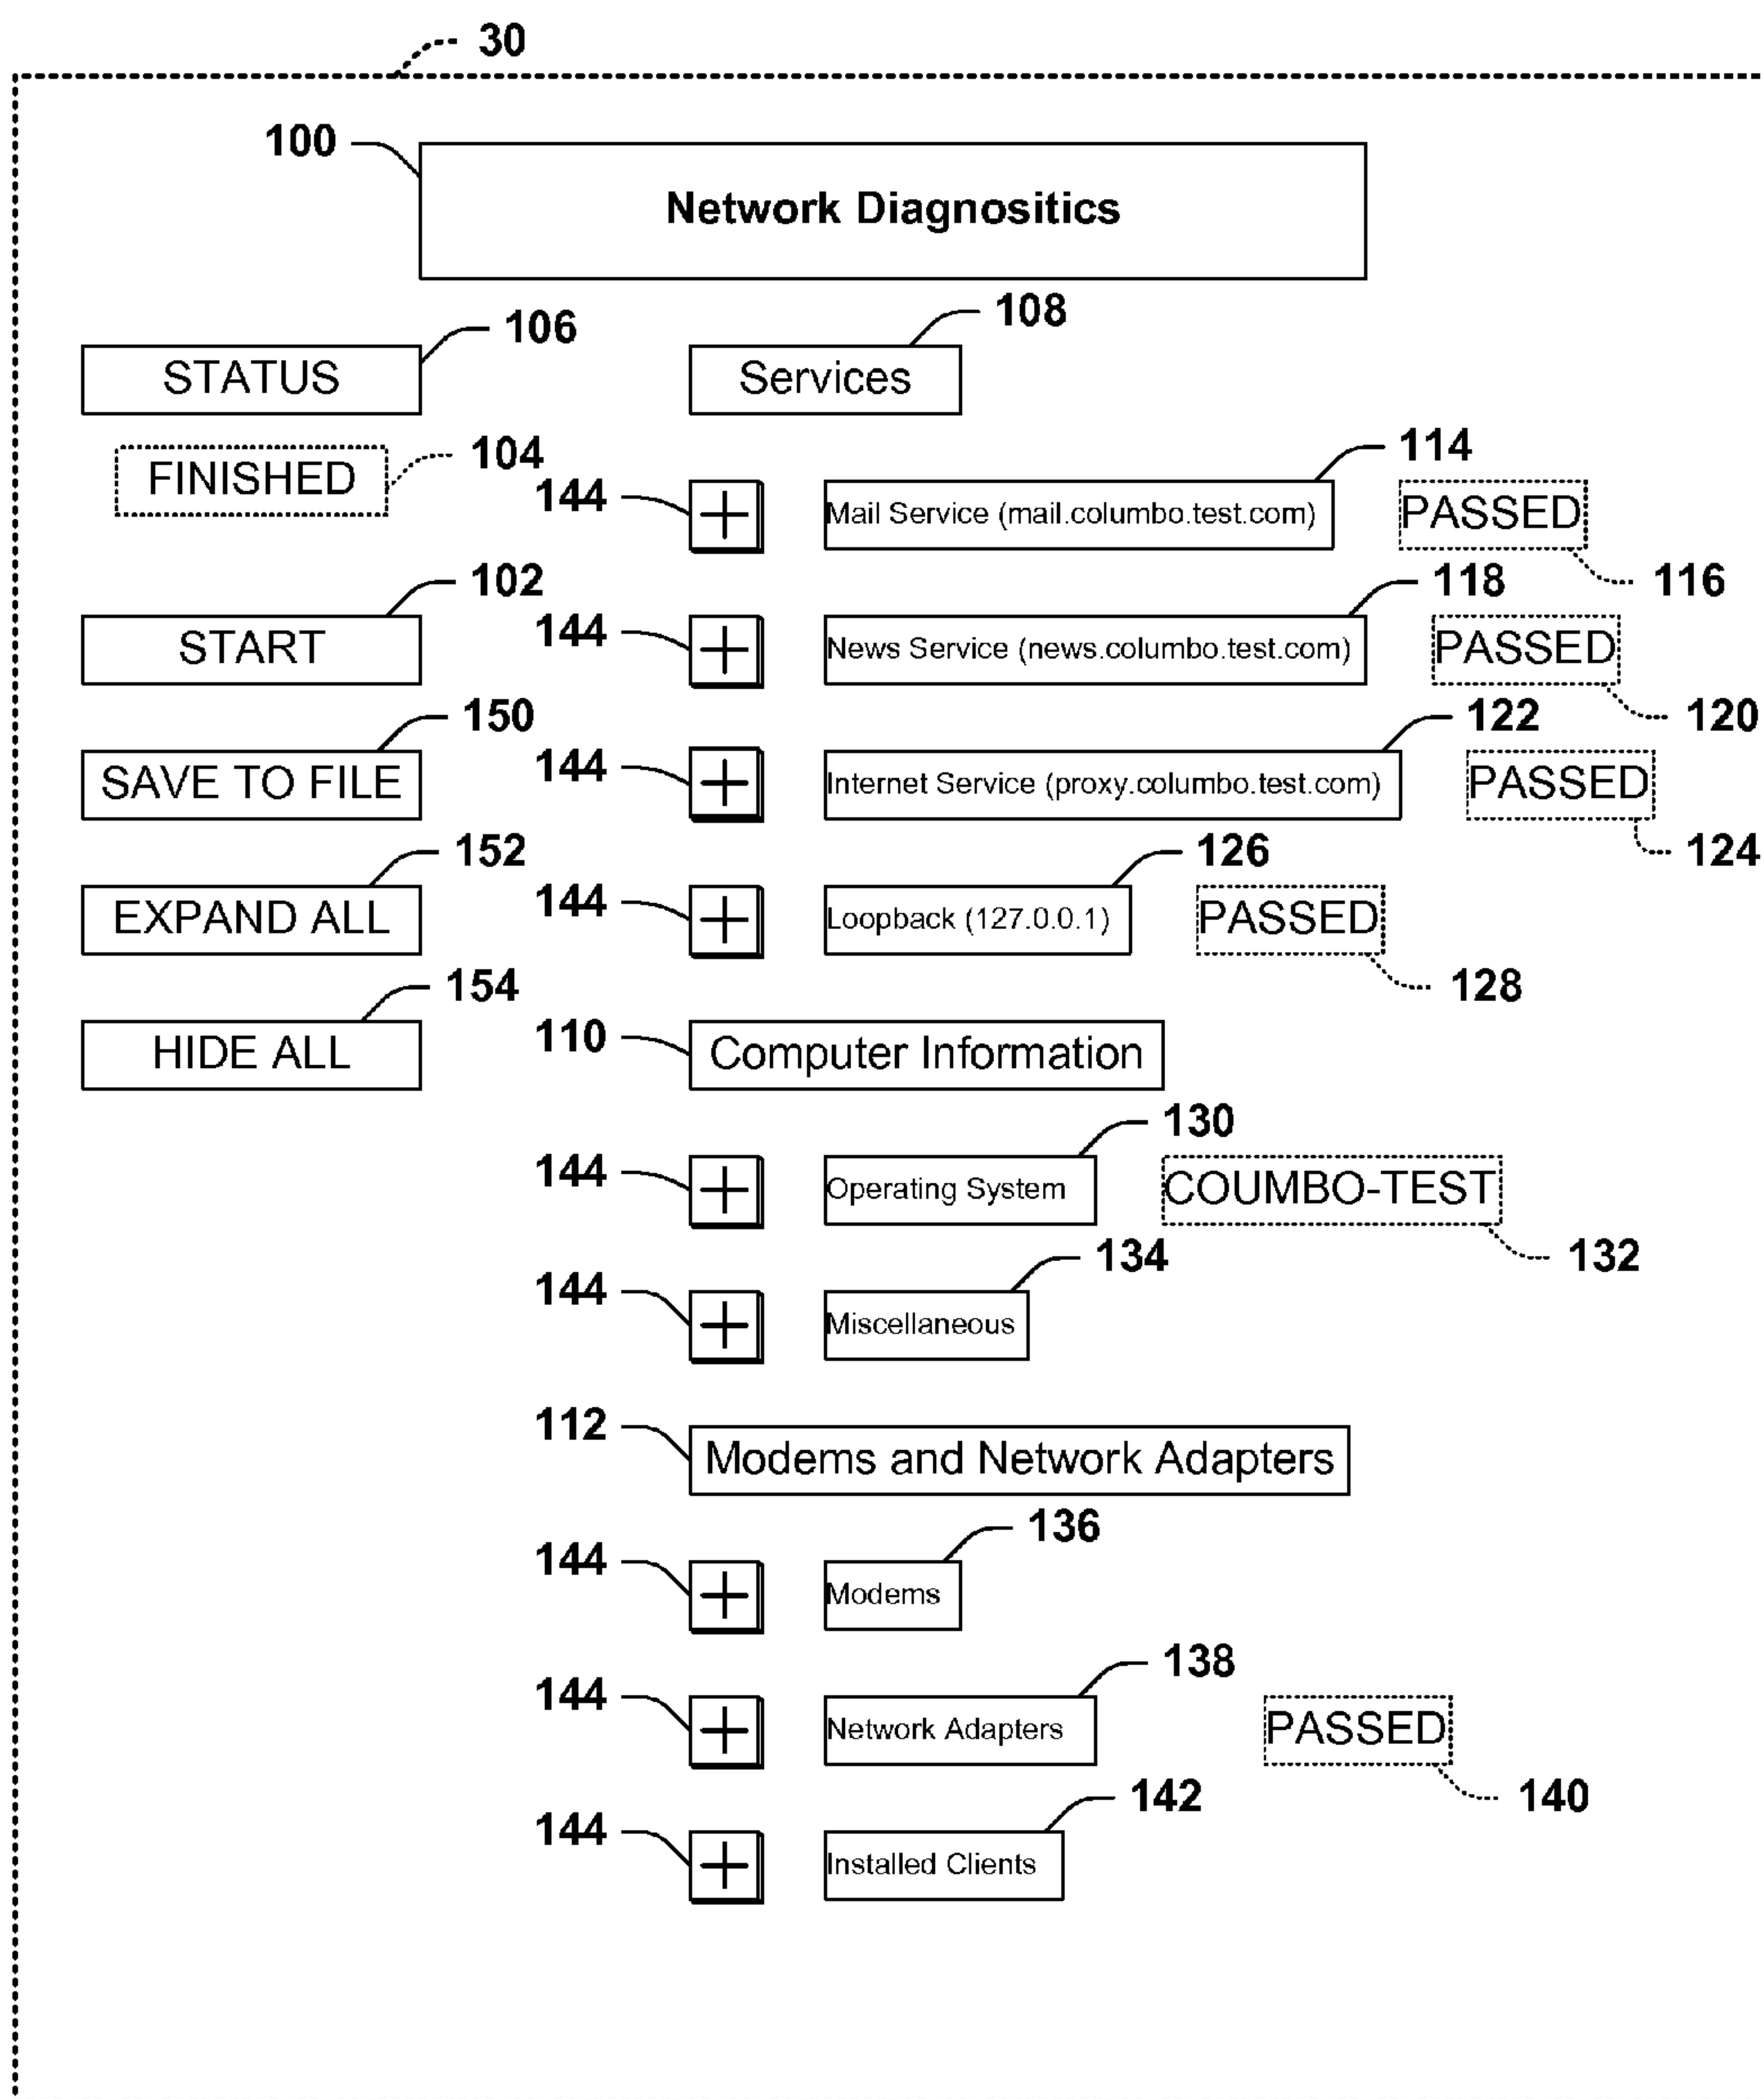 30
100
Network Diagnositics
106
108
STATUS
Services
FINISHED
104
114
144
Mail Service (mail.columbo.test.com)
PASSED
116
102
118
START
144
News Service (news.columbo.test.com)
PASSED
120
150
122
SAVE TO FILE
144
Internet Service (proxy.columbo.test.com)
PASSED
124
152
126
EXPAND ALL
144
Loopback (127.0.0.1)
PASSED
128
154
HIDE ALL
110
Computer Information
130
144
Operating System
COUMBO-TEST
132
134
144
Miscellaneous
112
Modems and Network Adapters
136
144
Modems
138
144
Network Adapters
PASSED
140
142
144
Installed Clients